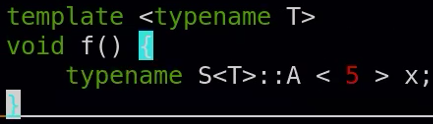 template <typename T>
void f() {
    typename S<T>::A < 5 > x;
}